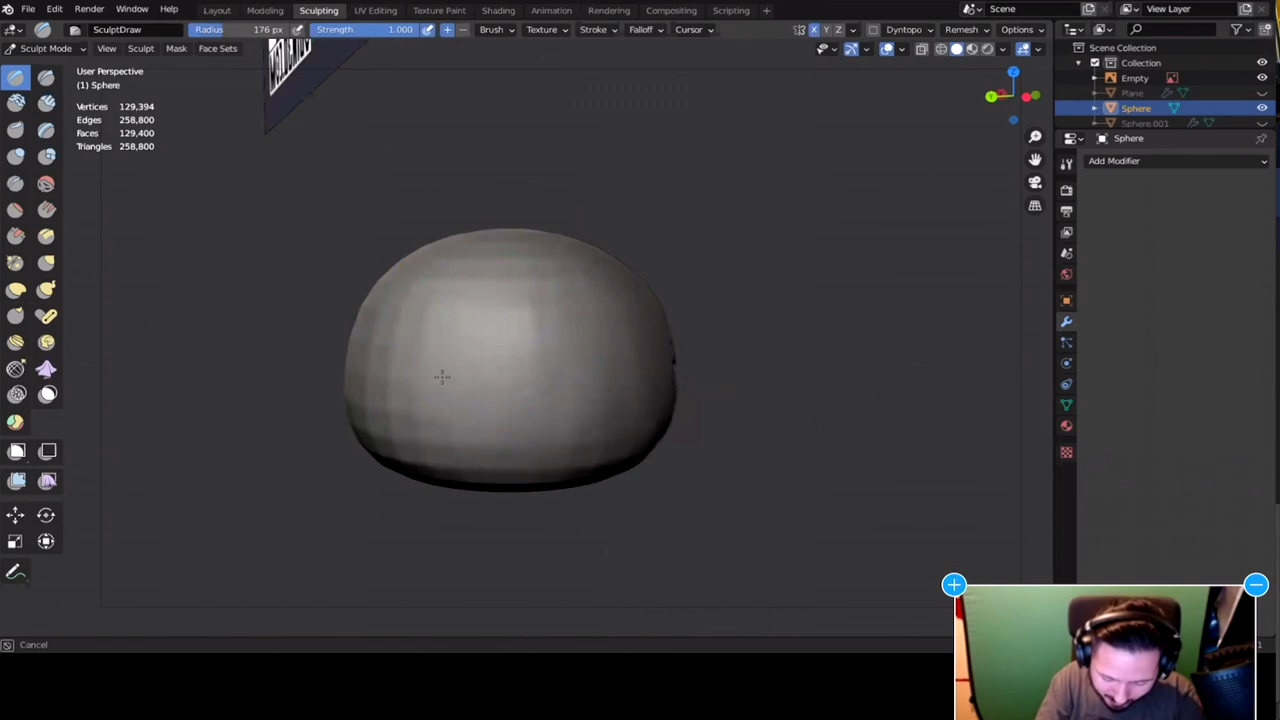 File Edit Render Window Help Layout Modeling Sculpting UV Editing Texture Paint Shading Animation Rendering Compositing Scripting + Scene View Layer
SculptDraw Radius 176 px Strength 1.000 + − Brush Texture Stroke Falloff Cursor X Y Z Dyntopo Remesh Options
Sculpt Mode View Sculpt Mask Face Sets
Scene Collection
Collection
Empty
Plane
Sphere
Sphere.001
Sphere
Add Modifier
User Perspective
(1) Sphere
Vertices 129,394
Edges 258,800
Faces 129,400
Triangles 258,800
Z
Y
Cancel